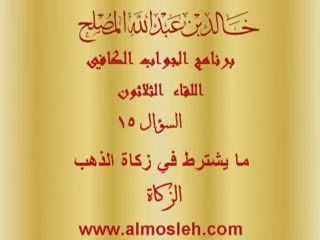 خالد بن عبد الله المصلح
برنامج الجواب الكافي
اللقاء الثلاثون
السؤال ١٥
ما يشترط في زكاة الذهب
الزكاة
www.almosleh.com